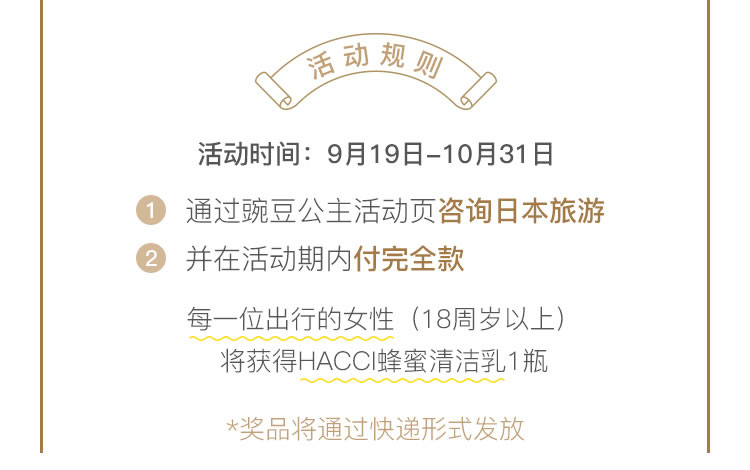 活动规则
活动时间：9月19日-10月31日
1 通过豌豆公主活动页咨询日本旅游
2 并在活动期内付完全款
每一位出行的女性（18周岁以上）
将获得HACCI蜂蜜清洁乳1瓶
*奖品将通过快递形式发放